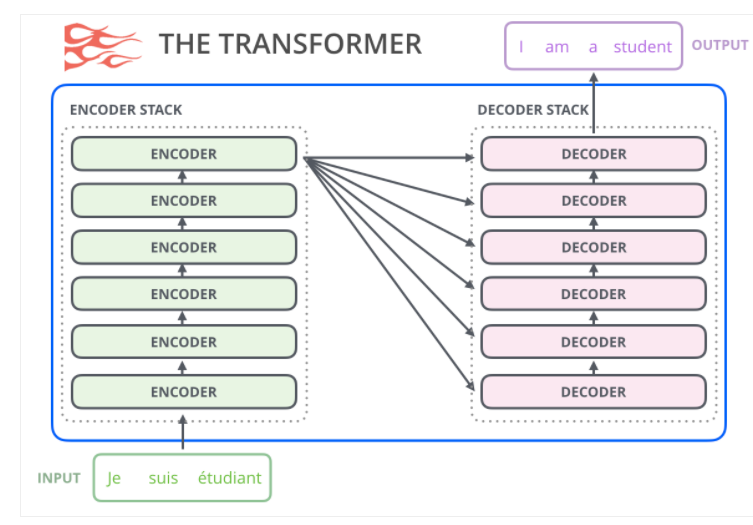 THE TRANSFORMER
I am a student OUTPUT
ENCODER STACK
DECODER STACK
ENCODER
ENCODER
ENCODER
ENCODER
ENCODER
ENCODER
DECODER
DECODER
DECODER
DECODER
DECODER
DECODER
INPUT Je suis étudiant